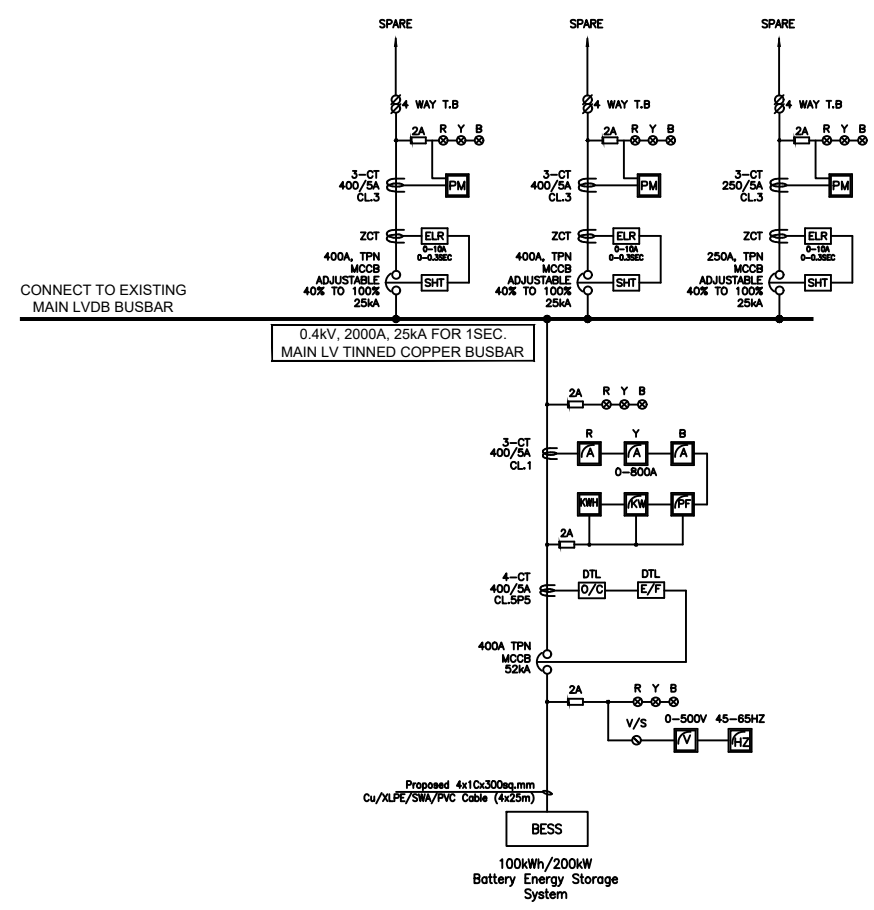 SPARE
SPARE
SPARE
4 WAY T.B
4 WAY T.B
4 WAY T.B
2A R Y B
2A R Y B
2A R Y B
3-CT
400/5A
CL.3
PM
3-CT
400/5A
CL.3
PM
3-CT
250/5A
CL.3
PM
ZCT
ELR
0-10A
0-0.3SEC
400A, TPN
MCCB
ADJUSTABLE
40% TO 100%
25kA
SHT
ZCT
ELR
0-10A
0-0.3SEC
400A, TPN
MCCB
ADJUSTABLE
40% TO 100%
25kA
SHT
ZCT
ELR
0-10A
0-0.3SEC
250A, TPN
MCCB
ADJUSTABLE
40% TO 100%
25kA
SHT
CONNECT TO EXISTING
MAIN LVDB BUSBAR
0.4kV, 2000A, 25kA FOR 1SEC.
MAIN LV TINNED COPPER BUSBAR
2A R Y B
3-CT
400/5A
CL.1
R Y B
A A A
0-800A
KWH KW PF
2A
4-CT
400/5A
CL.5P5
DTL DTL
O/C E/F
400A TPN
MCCB
52kA
2A R Y B
V/S 0-500V 45-65HZ
V HZ
Proposed 4x1Cx300sq.mm
Cu/XLPE/SWA/PVC Cable (4x25m)
BESS
100kWh/200kW
Battery Energy Storage
System